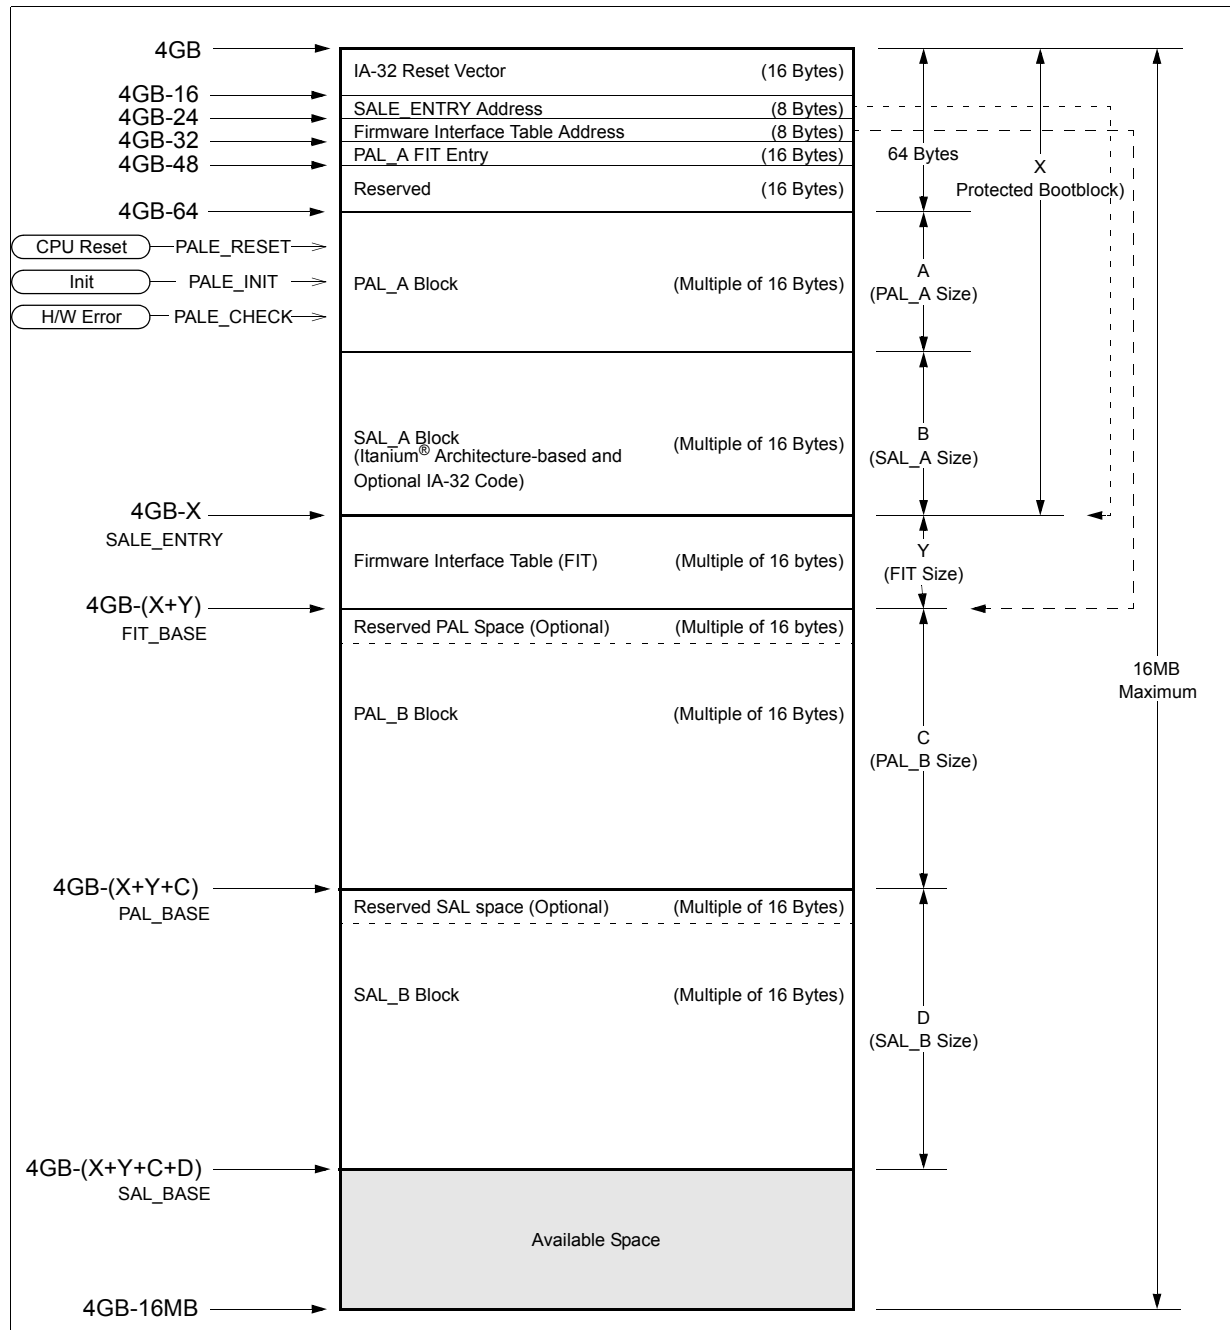 4GB
IA-32 Reset Vector (16 Bytes)
4GB-16
SALE_ENTRY Address (8 Bytes)
4GB-24
Firmware Interface Table Address (8 Bytes)
4GB-32
PAL_A FIT Entry (16 Bytes)
4GB-48
64 Bytes
X
Protected Bootblock)
Reserved (16 Bytes)
4GB-64
CPU Reset PALE_RESET
Init PALE_INIT
H/W Error PALE_CHECK
PAL_A Block (Multiple of 16 Bytes)
A
(PAL_A Size)
SAL_A Block (Multiple of 16 Bytes)
(Itanium® Architecture-based and
Optional IA-32 Code)
B
(SAL_A Size)
4GB-X
SALE_ENTRY
Firmware Interface Table (FIT) (Multiple of 16 bytes)
Y
(FIT Size)
4GB-(X+Y)
FIT_BASE
Reserved PAL Space (Optional) (Multiple of 16 bytes)
16MB
Maximum
PAL_B Block (Multiple of 16 Bytes)
C
(PAL_B Size)
4GB-(X+Y+C)
PAL_BASE
Reserved SAL space (Optional) (Multiple of 16 Bytes)
SAL_B Block (Multiple of 16 Bytes)
D
(SAL_B Size)
4GB-(X+Y+C+D)
SAL_BASE
Available Space
4GB-16MB